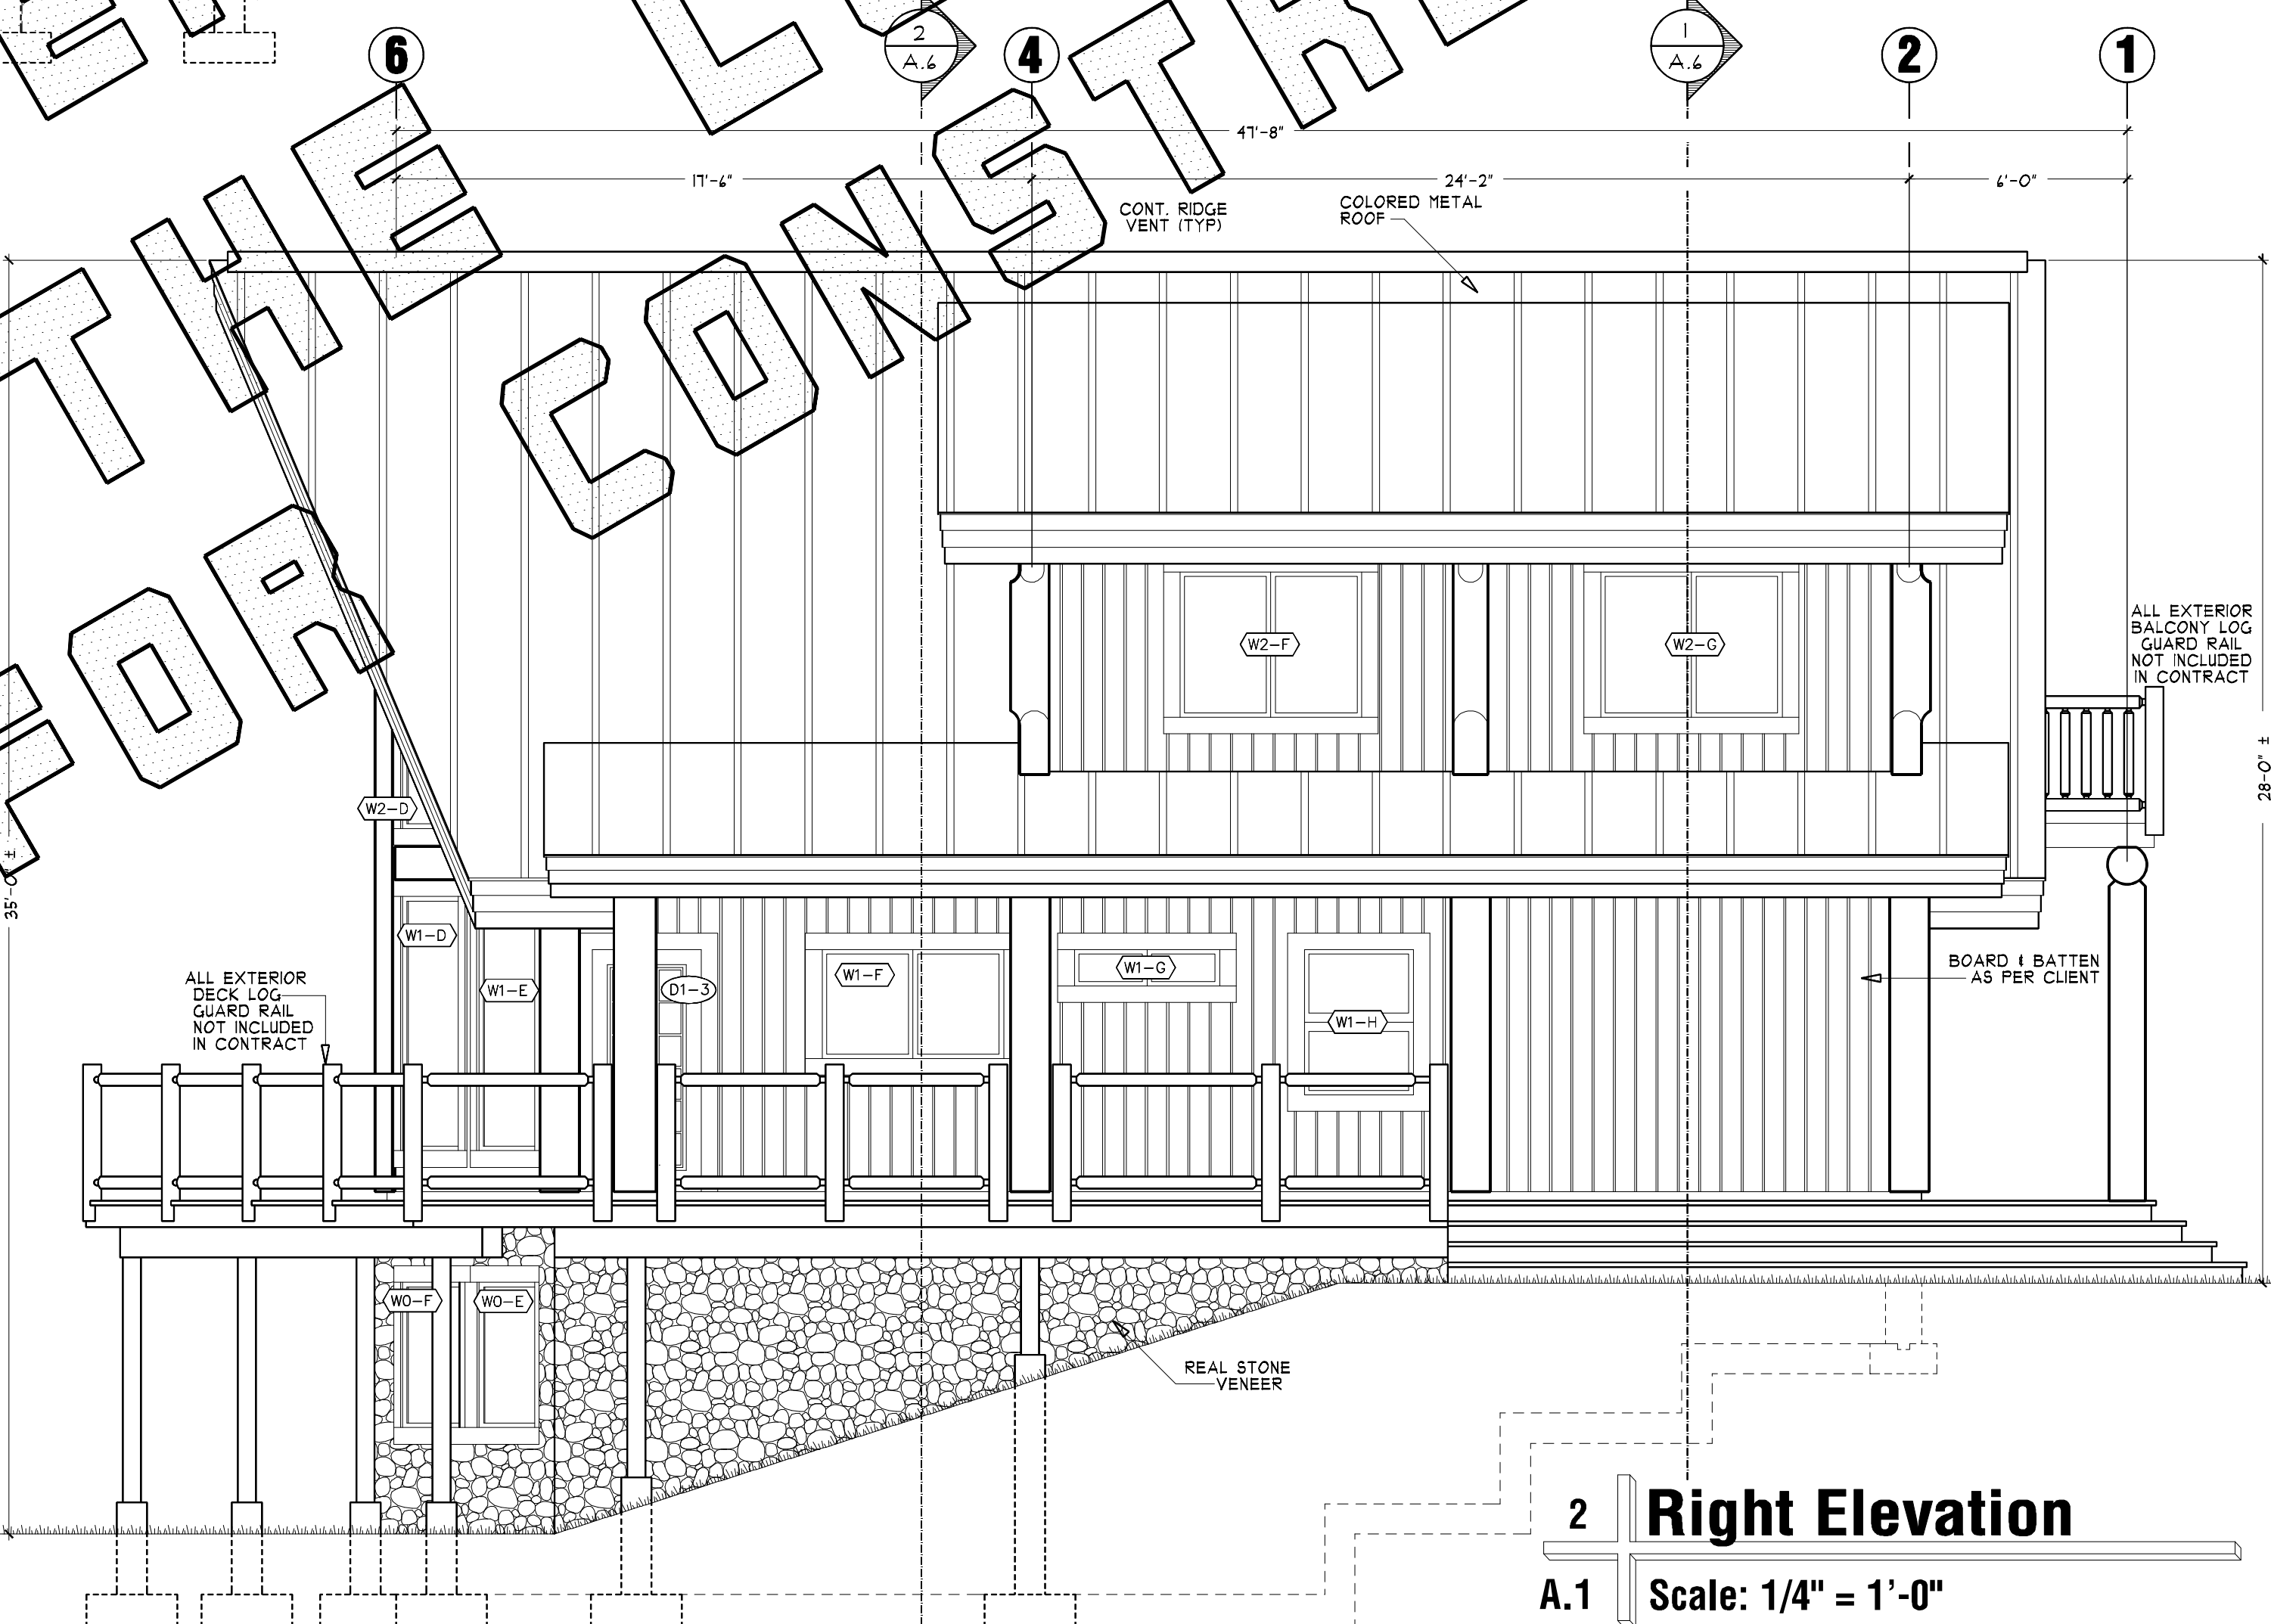 6
2
A.6
4
1
A.6
2
1
47'-8"
17'-6"
24'-2"
6'-0"
CONT. RIDGE
VENT (TYP)
COLORED METAL
ROOF
THE
CONSTR
FOR
W2-F
W2-G
ALL EXTERIOR
BALCONY LOG
GUARD RAIL
NOT INCLUDED
IN CONTRACT
28'-0" ±
W2-D
35'-0" ±
W1-D
W1-E
D1-3
W1-F
W1-G
W1-H
BOARD & BATTEN
AS PER CLIENT
ALL EXTERIOR
DECK LOG
GUARD RAIL
NOT INCLUDED
IN CONTRACT
W0-F
W0-E
REAL STONE
VENEER
2
Right Elevation
A.1
Scale: 1/4" = 1'-0"